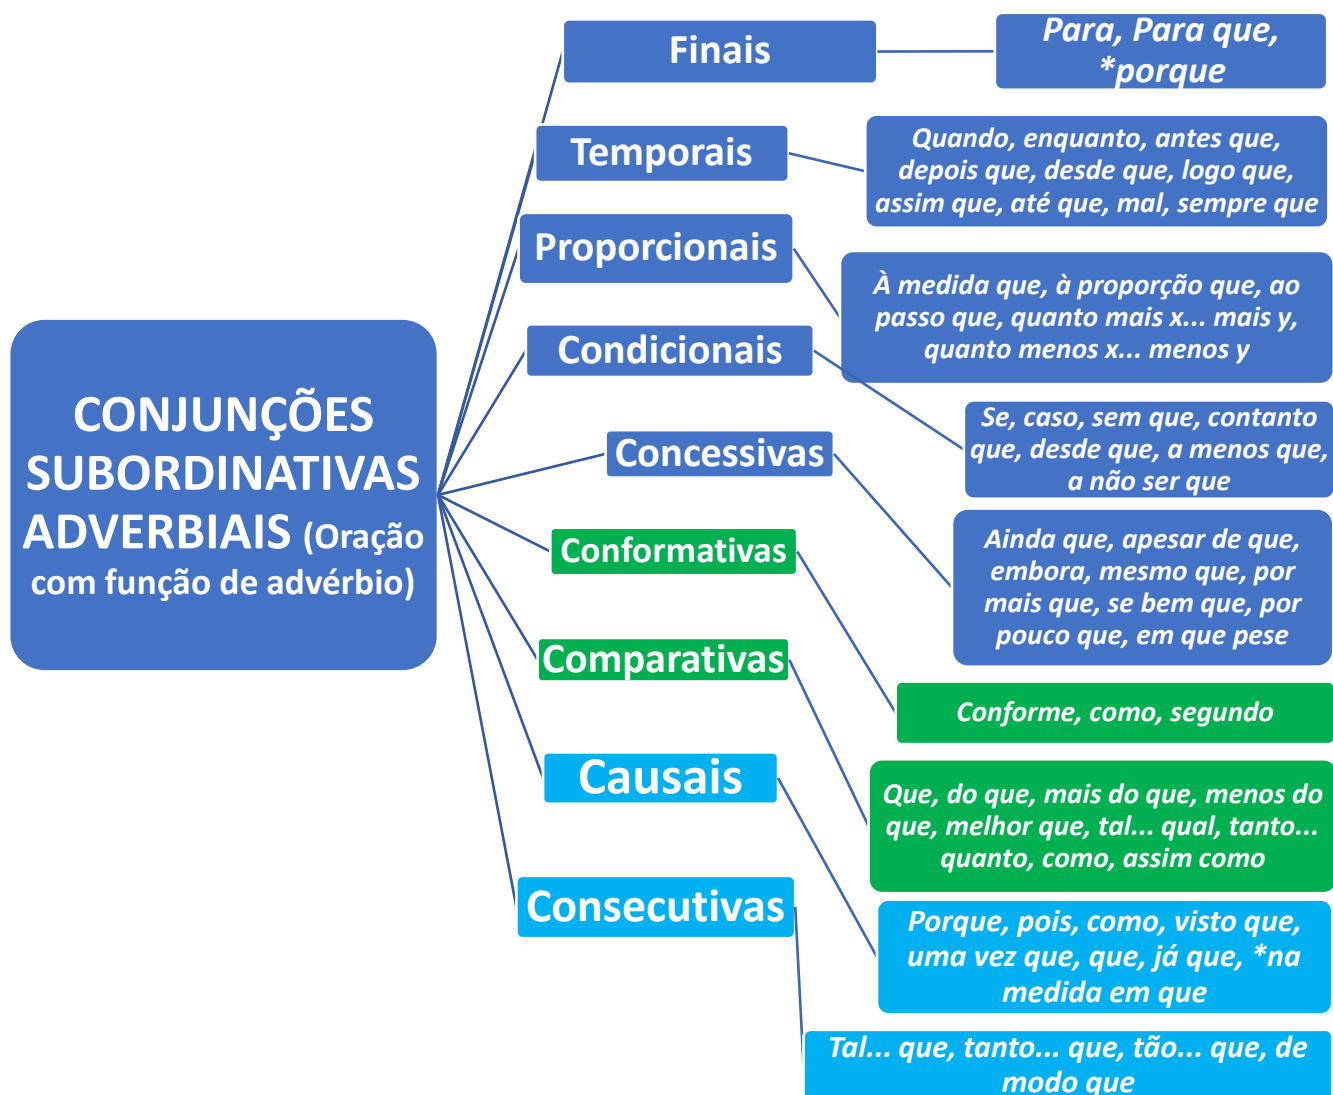 CONJUNÇÕES
SUBORDINATIVAS
ADVERBIAIS (Oração
com função de advérbio)
Finais
Para, Para que,
*porque
Temporais
Quando, enquanto, antes que,
depois que, desde que, logo que,
assim que, até que, mal, sempre que
Proporcionais
À medida que, à proporção que, ao
passo que, quanto mais x... mais y,
quanto menos x... menos y
Condicionais
Se, caso, sem que, contanto
que, desde que, a menos que,
a não ser que
Concessivas
Ainda que, apesar de que,
embora, mesmo que, por
mais que, se bem que, por
pouco que, em que pese
Conformativas
Conforme, como, segundo
Comparativas
Que, do que, mais do que, menos do
que, melhor que, tal... qual, tanto...
quanto, como, assim como
Causais
Porque, pois, como, visto que,
uma vez que, que, já que, *na
medida em que
Consecutivas
Tal... que, tanto... que, tão... que, de
modo que